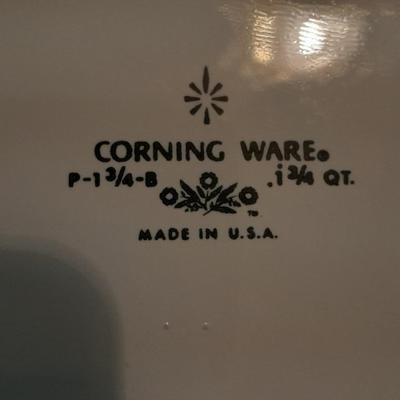 CORNING WARE®
P-1 3/4-B .1 3/4 QT.
TM
MADE IN U.S.A.